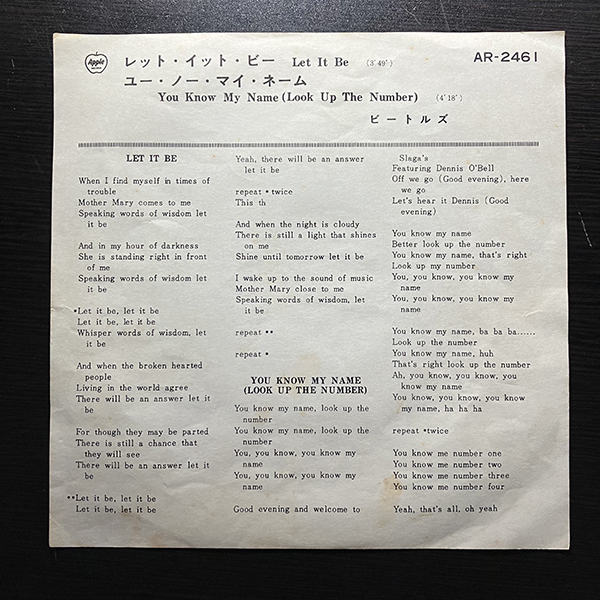 Apple
レット・イット・ビー Let It Be (3'49")
AR-2461
ユー・ノー・マイ・ネーム
You Know My Name (Look Up The Number) (4'18")
ビートルズ
LET IT BE
When I find myself in times of
trouble
Mother Mary comes to me
Speaking words of wisdom let
it be
And in my hour of darkness
She is standing right in front
of me
Speaking words of wisdom let
it be
*Let it be, let it be
Let it be, let it be
Whisper words of wisdom, let
it be
And when the broken hearted
people
Living in the world agree
There will be an answer let it
be
For though they may be parted
There is still a chance that
they will see
There will be an answer let it
be
**Let it be, let it be
Let it be, let it be
Yeah, there will be an answer
let it be
repeat *twice
This th
And when the night is cloudy
There is still a light that shines
on me
Shine until tomorrow let it be
I wake up to the sound of music
Mother Mary close to me
Speaking words of wisdom, let
it be
repeat **
repeat *
YOU KNOW MY NAME
(LOOK UP THE NUMBER)
You know my name, look up the
number
You know my name, look up the
number
You, you know, you know my
name
You, you know, you know my
name
Good evening and welcome to
Slaga's
Featuring Dennis O'Bell
Off we go (Good evening), here
we go
Let's hear it Dennis (Good
evening)
You know my name
Better look up the number
You know my name, that's right
Look up my number
You, you know, you know my
name
You, you know, you know my
name
You know my name, ba ba ba......
Look up the number
You know my name, huh
That's right look up the number
Ah, you know, you know, you
know my name
You know, you know, you know
my name, ha ha ha
repeat *twice
You know me number one
You know me number two
You know me number three
You know me number four
Yeah, that's all, oh yeah